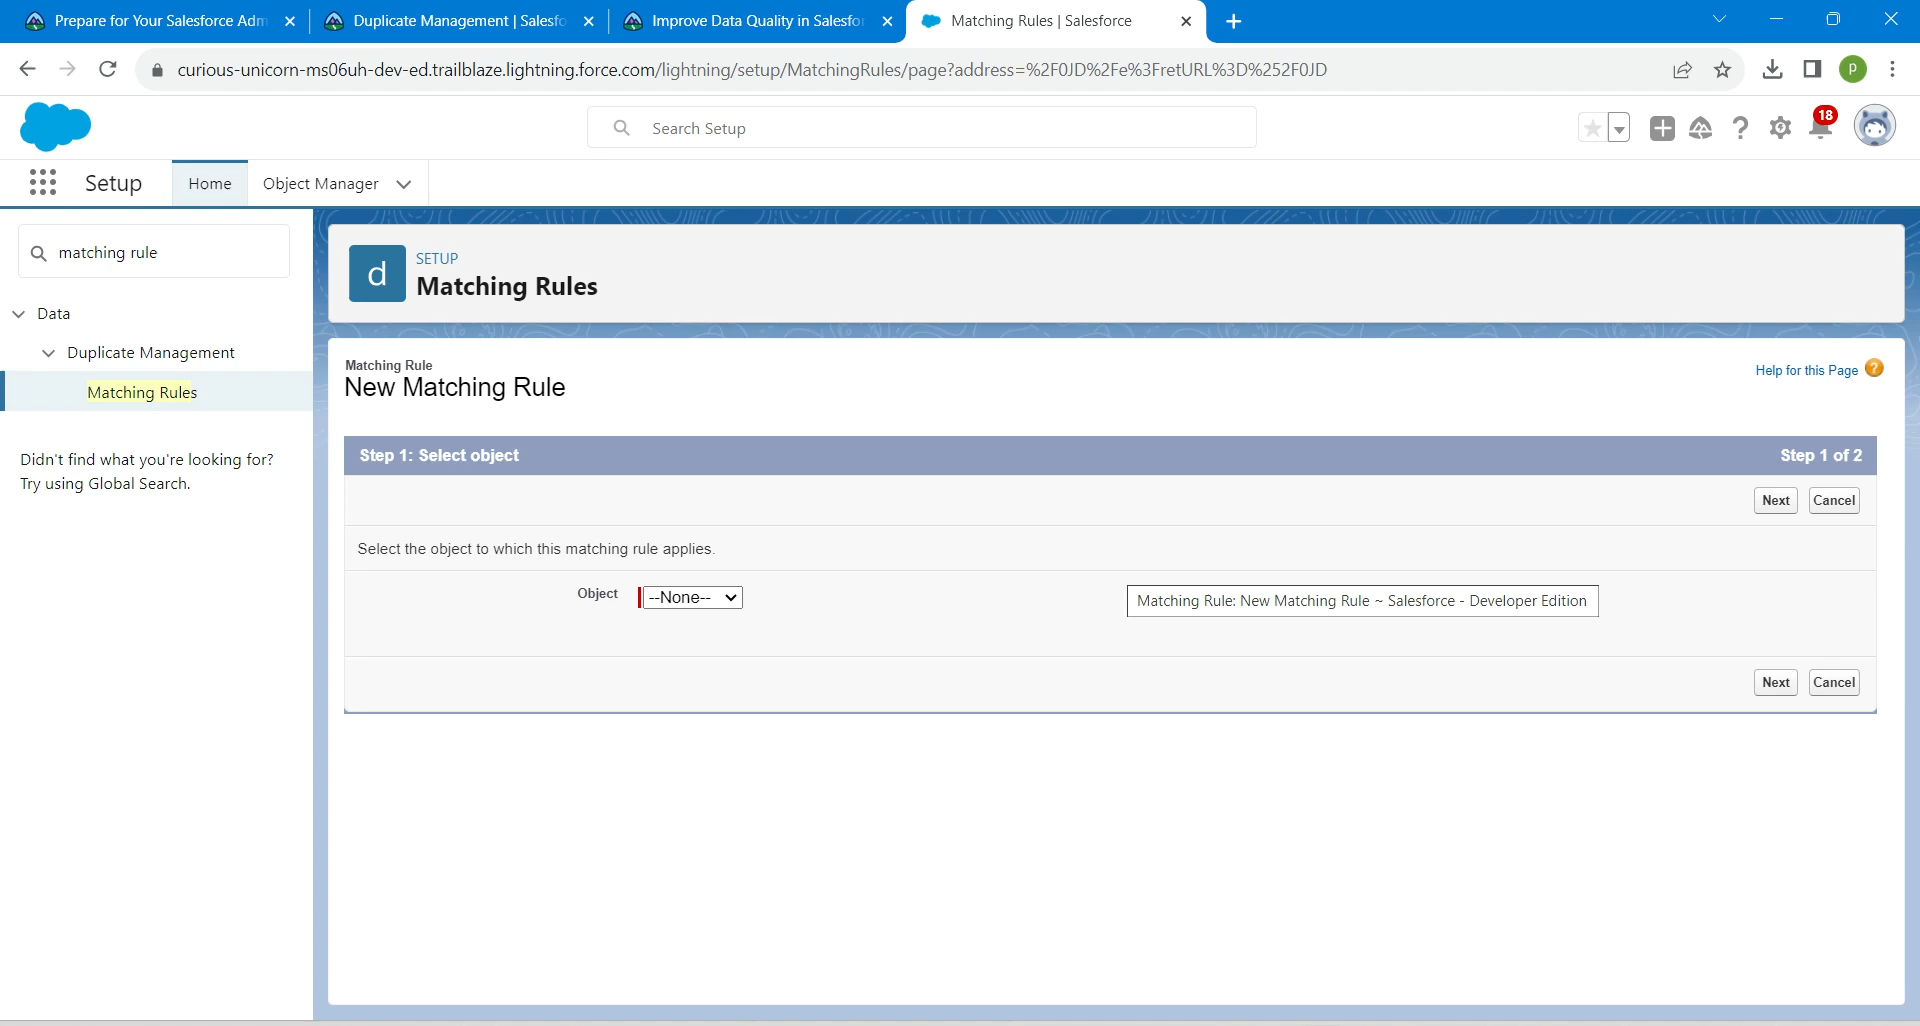 Prepare for Your Salesforce Adm
Duplicate Management | Salesfo
Improve Data Quality in Salesfor
Matching Rules | Salesforce
curious-unicorn-ms06uh-dev-ed.trailblaze.lightning.force.com/lightning/setup/MatchingRules/page?address=%2F0JD%2Fe%3FretURL%3D%252F0JD
P
Search Setup
18
Setup
Home
Object Manager
matching rule
Data
Duplicate Management
Matching Rules
Didn't find what you're looking for?
Try using Global Search.
d
SETUP
Matching Rules
Matching Rule
New Matching Rule
Help for this Page
Step 1: Select object
Step 1 of 2
Next
Cancel
Select the object to which this matching rule applies.
Object
--None--
Matching Rule: New Matching Rule ~ Salesforce - Developer Edition
Next
Cancel